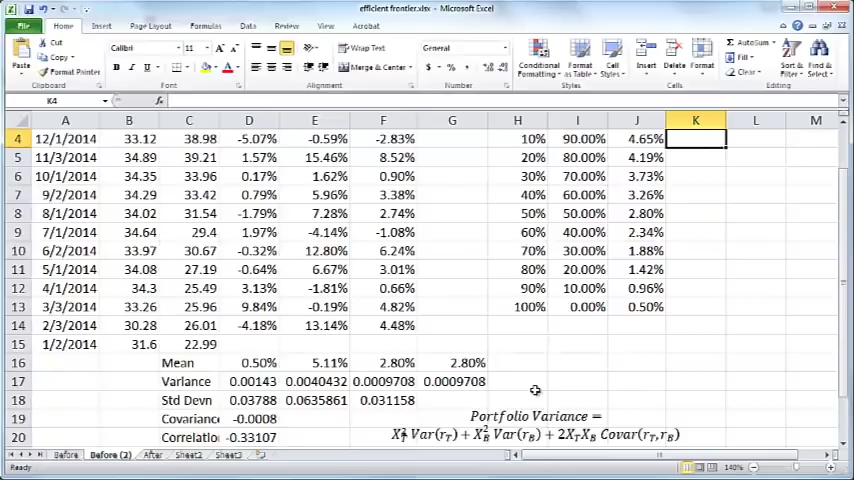 efficient frontier.xlsx - Microsoft Excel
File Home Insert Page Layout Formulas Data Review View Acrobat
Cut
Copy
Format Painter
Paste
Clipboard
Calibri 11
B I U
Font
Wrap Text
Merge & Center
Alignment
General
$ % ,
Number
Conditional Formatting
Format as Table
Cell Styles
Styles
Insert Delete Format
Cells
AutoSum
Fill
Clear
Sort & Filter
Find & Select
Editing
K4 fx
A B C D E F G H I J K L M
4 12/1/2014 33.12 38.98 -5.07% -0.59% -2.83% 10% 90.00% 4.65%
5 11/3/2014 34.89 39.21 1.57% 15.46% 8.52% 20% 80.00% 4.19%
6 10/1/2014 34.35 33.96 0.17% 1.62% 0.90% 30% 70.00% 3.73%
7 9/2/2014 34.29 33.42 0.79% 5.96% 3.38% 40% 60.00% 3.26%
8 8/1/2014 34.02 31.54 -1.79% 7.28% 2.74% 50% 50.00% 2.80%
9 7/1/2014 34.64 29.4 1.97% -4.14% -1.08% 60% 40.00% 2.34%
10 6/2/2014 33.97 30.67 -0.32% 12.80% 6.24% 70% 30.00% 1.88%
11 5/1/2014 34.08 27.19 -0.64% 6.67% 3.01% 80% 20.00% 1.42%
12 4/1/2014 34.3 25.49 3.13% -1.81% 0.66% 90% 10.00% 0.96%
13 3/3/2014 33.26 25.96 9.84% -0.19% 4.82% 100% 0.00% 0.50%
14 2/3/2014 30.28 26.01 -4.18% 13.14% 4.48%
15 1/2/2014 31.6 22.99
16 Mean 0.50% 5.11% 2.80% 2.80%
17 Variance 0.00143 0.0040432 0.0009708 0.0009708
18 Std Devn 0.03788 0.0635861 0.031158
19 Covariance -0.0008
20 Correlatio -0.33107
Portfolio Variance =
X²_T Var(r_T) + X²_B Var(r_B) + 2X_T X_B Covar(r_T, r_B)
Before Before (2) After Sheet2 Sheet3
Ready 140%